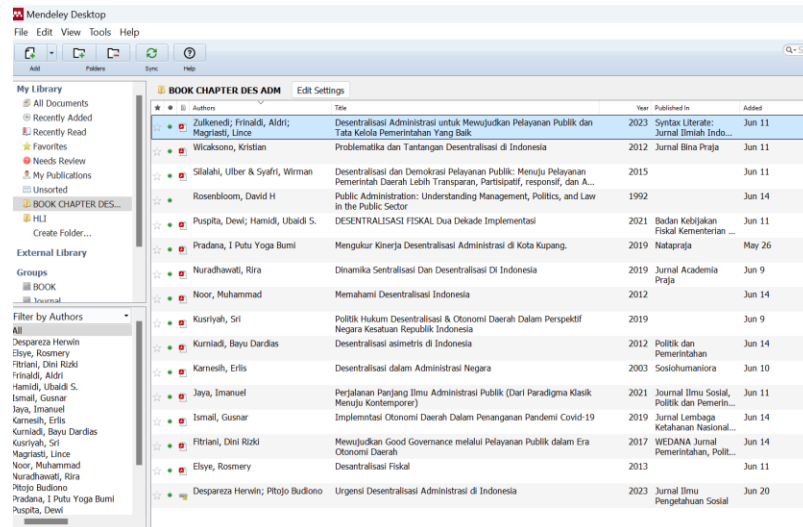 Mendeley Desktop
File Edit View Tools Help
Add Folders Sync Help
My Library
All Documents
Recently Added
Recently Read
Favorites
Needs Review
My Publications
Unsorted
BOOK CHAPTER DES...
HLI
Create Folder...
External Library
Groups
BOOK
Journal
Filter by Authors
All
Despareza Herwin
Elsye, Rosmery
Fitriani, Dini Rizki
Frinaldi, Aldri
Hamidi, Ubaidi S.
Ismail, Gusnar
Jaya, Imanuel
Karnesih, Erlis
Kurniadi, Bayu Dardias
Kusriyah, Sri
Magriasti, Lince
Noor, Muhammad
Nuradhawati, Rira
Pitojo Budiono
Pradana, I Putu Yoga Bumi
Puspita, Dewi
BOOK CHAPTER DES ADM Edit Settings
Authors Title Year Published In Added
Zulkenedi; Frinaldi, Aldri; Desentralisasi Administrasi untuk Mewujudkan Pelayanan Publik dan 2023 Syntax Literate: Jun 11
Magriasti, Lince Tata Kelola Pemerintahan Yang Baik Jurnal Ilmiah Indo...
Wicaksono, Kristian Problematika dan Tantangan Desentralisasi di Indonesia 2012 Jurnal Bina Praja Jun 11
Silalahi, Ulber & Syafri, Wirman Desentralisasi dan Demokrasi Pelayanan Publik: Menuju Pelayanan 2015 Jun 11
Pemerintah Daerah Lebih Transparan, Partisipatif, responsif, dan A...
Rosenbloom, David H Public Administration: Understanding Management, Politics, and Law 1992 Jun 14
in the Public Sector
Puspita, Dewi; Hamidi, Ubaidi S. DESENTRALISASI FISKAL Dua Dekade Implementasi 2021 Badan Kebijakan Jun 11
Fiskal Kementerian ...
Pradana, I Putu Yoga Bumi Mengukur Kinerja Desentralisasi Administrasi di Kota Kupang. 2019 Natapraja May 26
Nuradhawati, Rira Dinamika Sentralisasi Dan Desentralisasi DI Indonesia 2019 Jurnal Academia Jun 9
Praja
Noor, Muhammad Memahami Desentralisasi Indonesia 2012 Jun 14
Kusriyah, Sri Politik Hukum Desentralisasi & Otonomi Daerah Dalam Perspektif 2019 Jun 9
Negara Kesatuan Republik Indonesia
Kurniadi, Bayu Dardias Desentralisasi asimetris di Indonesia 2012 Politik dan Jun 14
Pemerintahan
Karnesih, Erlis Desentralisasi dalam Administrasi Negara 2003 Sosiohumaniora Jun 10
Jaya, Imanuel Perjalanan Panjang Ilmu Administrasi Publik (Dari Paradigma Klasik 2021 Journal Ilmu Sosial, Jun 11
Menuju Kontemporer) Politik dan Pemerin...
Ismail, Gusnar Implemntasi Otonomi Daerah Dalam Penanganan Pandemi Covid-19 2019 Jurnal Lembaga Jun 14
Ketahanan Nasional...
Fitriani, Dini Rizki Mewujudkan Good Governance melalui Pelayanan Publik dalam Era 2017 WEDANA Jurnal Jun 14
Otonomi Daerah Pemerintahan, Polit...
Elsye, Rosmery Desantralisasi Fiskal 2013 Jun 11
Despareza Herwin; Pitojo Budiono Urgensi Desentralisasi Administrasi di Indonesia 2023 Jurnal Ilmu Jun 20
Pengetahuan Sosial